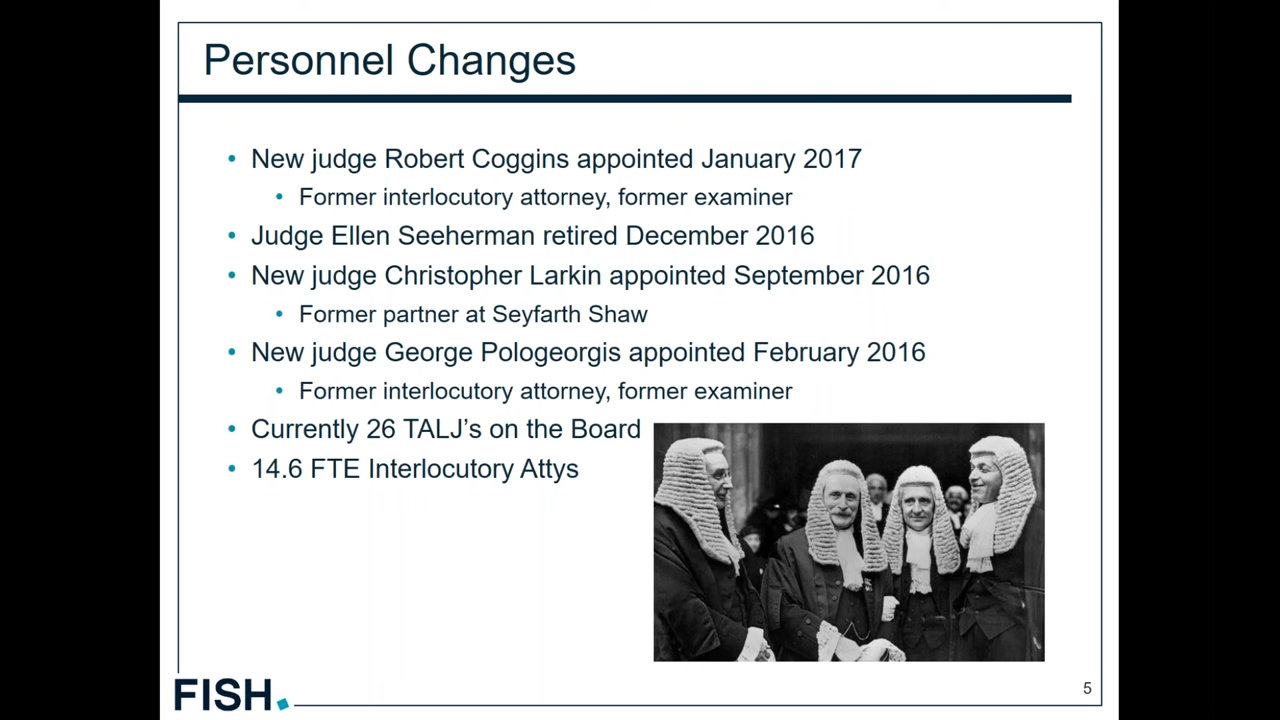 Personnel Changes
• New judge Robert Coggins appointed January 2017
• Former interlocutory attorney, former examiner
• Judge Ellen Seeherman retired December 2016
• New judge Christopher Larkin appointed September 2016
• Former partner at Seyfarth Shaw
• New judge George Pologeorgis appointed February 2016
• Former interlocutory attorney, former examiner
• Currently 26 TALJ’s on the Board
• 14.6 FTE Interlocutory Attys
FISH.
5